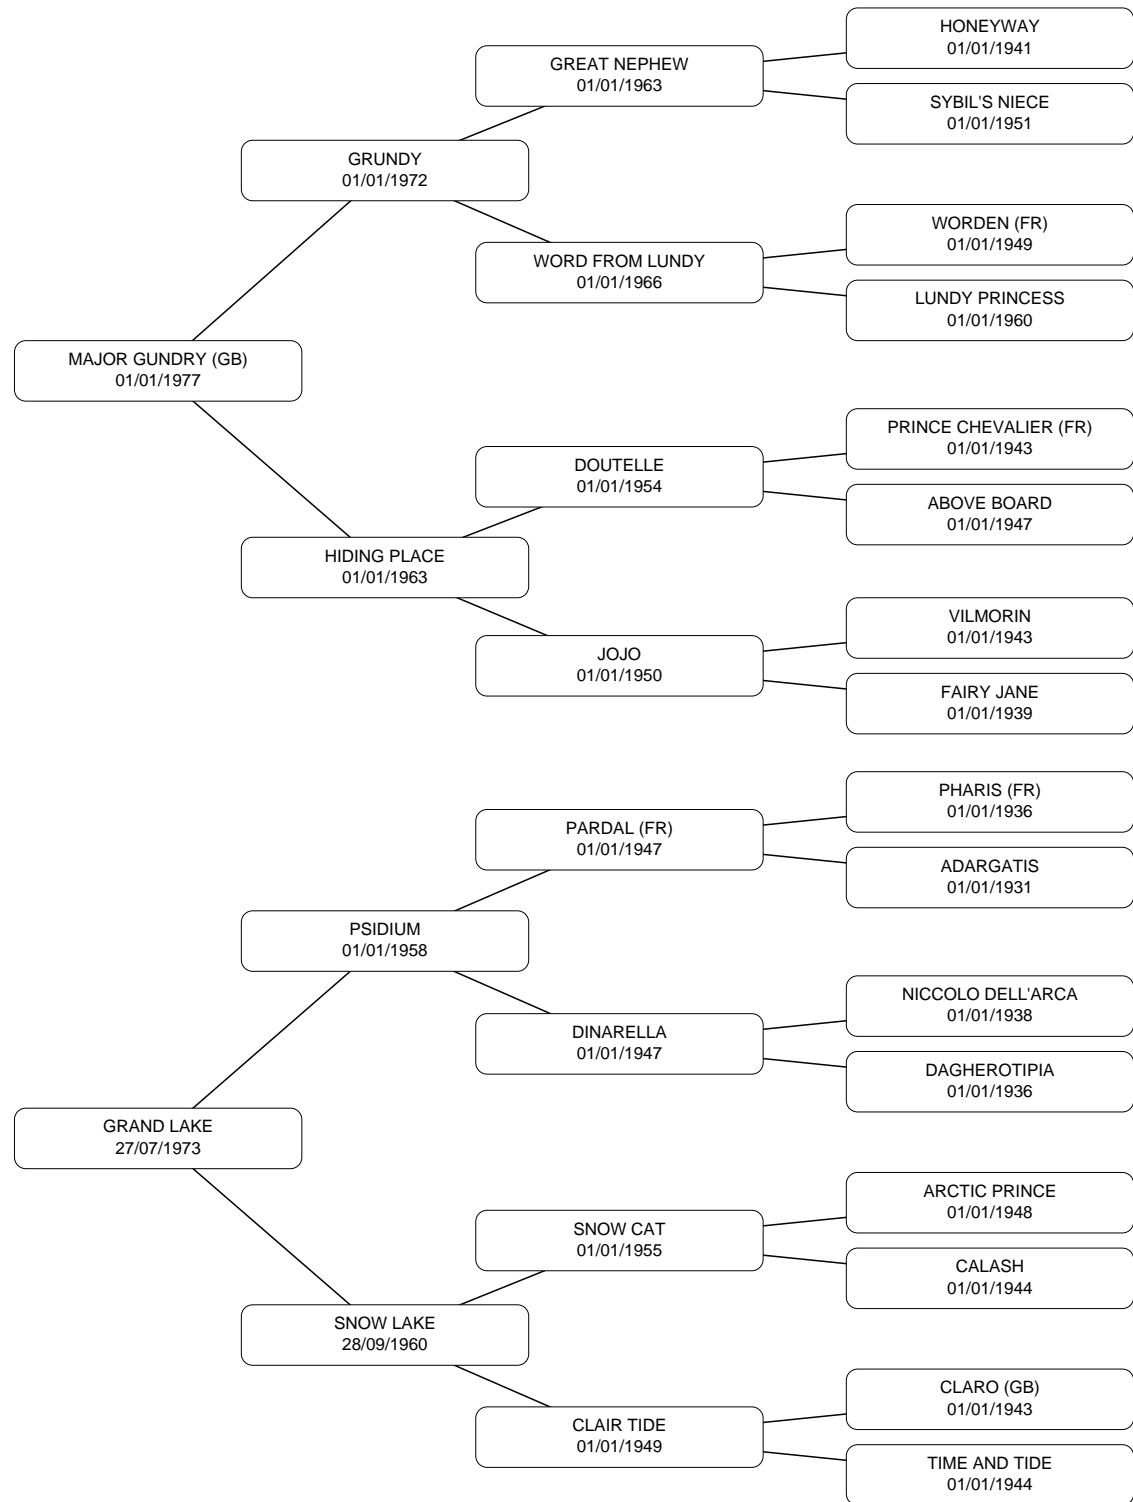 HONEYWAY
01/01/1941
GREAT NEPHEW
01/01/1963
SYBIL'S NIECE
01/01/1951
GRUNDY
01/01/1972
WORDEN (FR)
01/01/1949
WORD FROM LUNDY
01/01/1966
LUNDY PRINCESS
01/01/1960
MAJOR GUNDRY (GB)
01/01/1977
PRINCE CHEVALIER (FR)
01/01/1943
DOUTELLE
01/01/1954
ABOVE BOARD
01/01/1947
HIDING PLACE
01/01/1963
VILMORIN
01/01/1943
JOJO
01/01/1950
FAIRY JANE
01/01/1939
PHARIS (FR)
01/01/1936
PARDAL (FR)
01/01/1947
ADARGATIS
01/01/1931
PSIDIUM
01/01/1958
NICCOLO DELL'ARCA
01/01/1938
DINARELLA
01/01/1947
DAGHEROTIPIA
01/01/1936
GRAND LAKE
27/07/1973
ARCTIC PRINCE
01/01/1948
SNOW CAT
01/01/1955
CALASH
01/01/1944
SNOW LAKE
28/09/1960
CLARO (GB)
01/01/1943
CLAIR TIDE
01/01/1949
TIME AND TIDE
01/01/1944